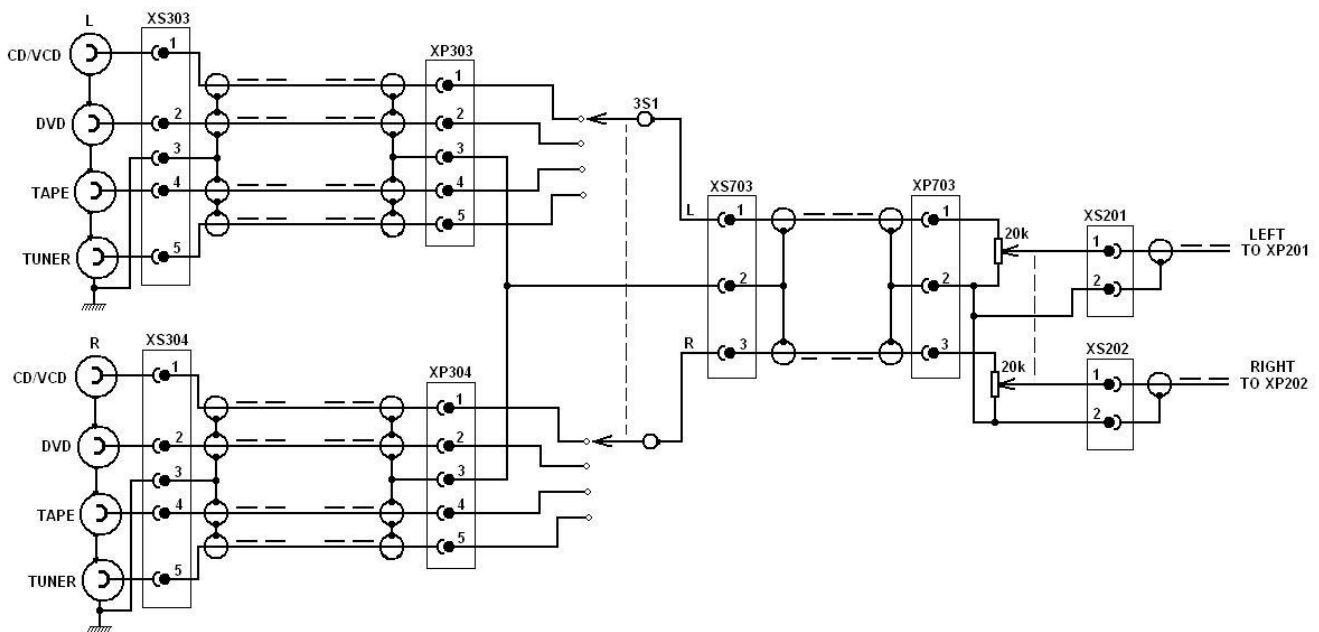 L
XS303
CD/VCD
1
DVD
2
3
TAPE
4
TUNER
5
XP303
1
2
3
4
5
3S1
R
XS304
CD/VCD
1
DVD
2
3
TAPE
4
TUNER
5
XP304
1
2
3
4
5
XS703
L
1
2
R
3
XP703
1
2
3
20k
20k
XS201
1
2
LEFT
TO XP201
XS202
1
2
RIGHT
TO XP202